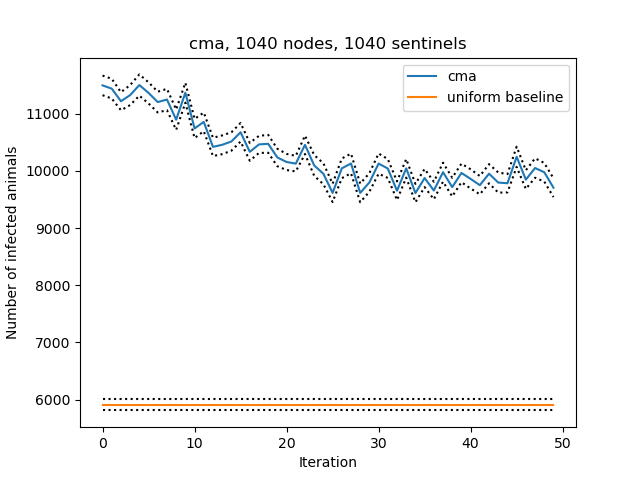 cma, 1040 nodes, 1040 sentinels
cma
uniform baseline
Number of infected animals
11000
10000
9000
8000
7000
6000
0 10 20 30 40 50
Iteration